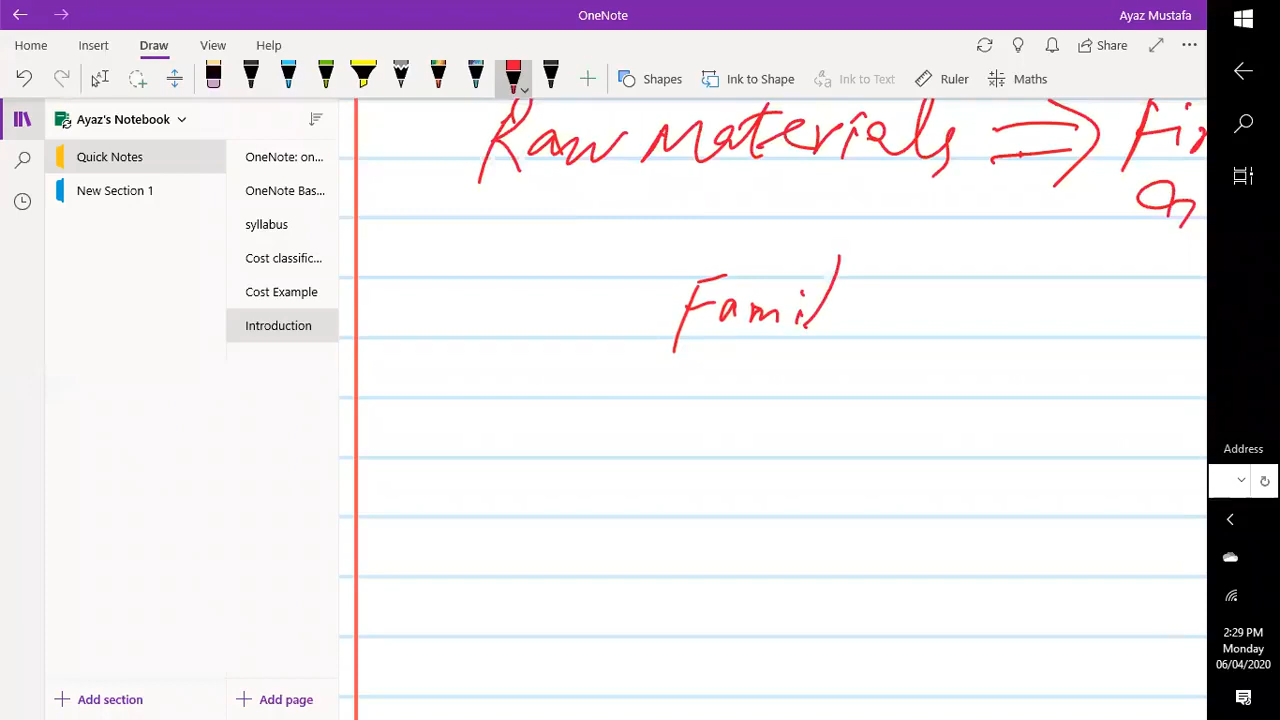 OneNote
Ayaz Mustafa
Home Insert Draw View Help
Share
Shapes Ink to Shape Ink to Text Ruler Maths
Ayaz's Notebook
Quick Notes
New Section 1
OneNote: on...
OneNote Bas...
syllabus
Cost classific...
Cost Example
Introduction
Raw Materials ⇒
Famil
Add section
Add page
Address
2:29 PM
Monday
06/04/2020